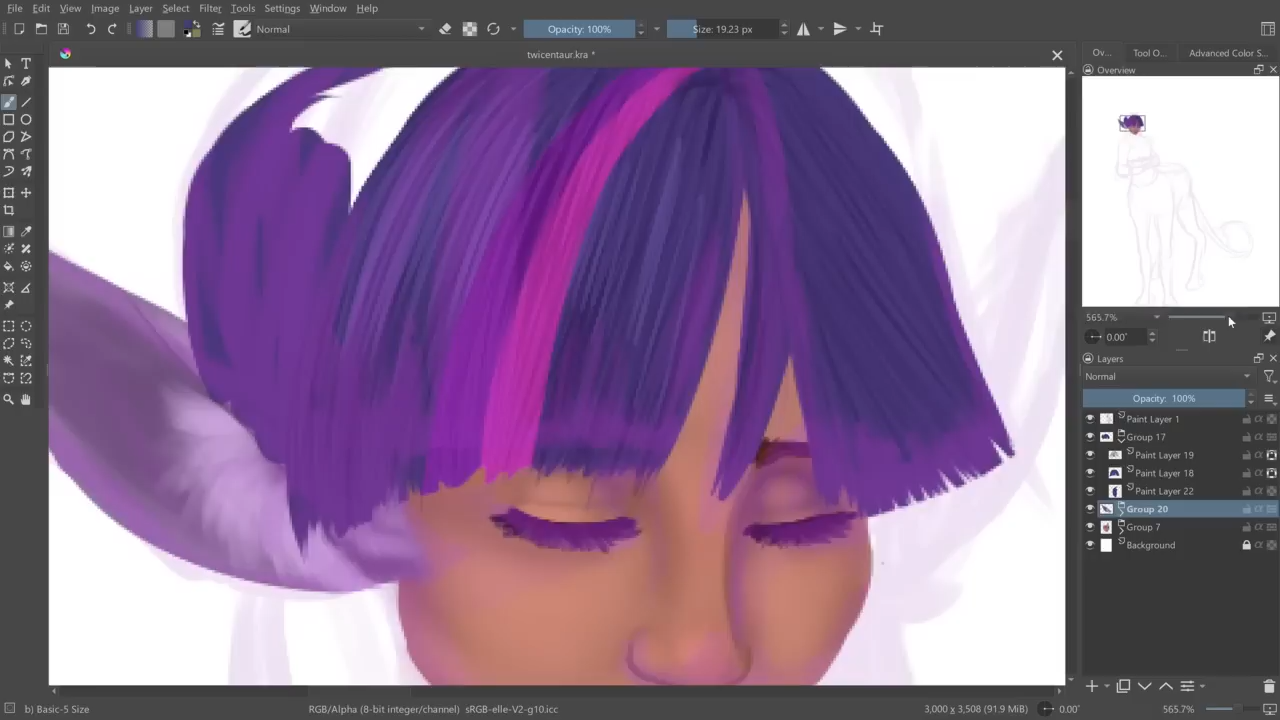 File Edit View Image Layer Select Filter Tools Settings Window Help
Normal Opacity: 100% Size: 19.23 px
twicentaur.kra *
Ov... Tool O... Advanced Color S...
Overview
565.7%
0.00°
Layers
Normal
Opacity: 100%
Paint Layer 1
Group 17
Paint Layer 19
Paint Layer 18
Paint Layer 22
Group 20
Group 7
Background
b) Basic-5 Size RGB/Alpha (8-bit integer/channel) sRGB-elle-V2-g10.icc 3,000 x 3,508 (91.9 MiB) 0.00° 565.7%